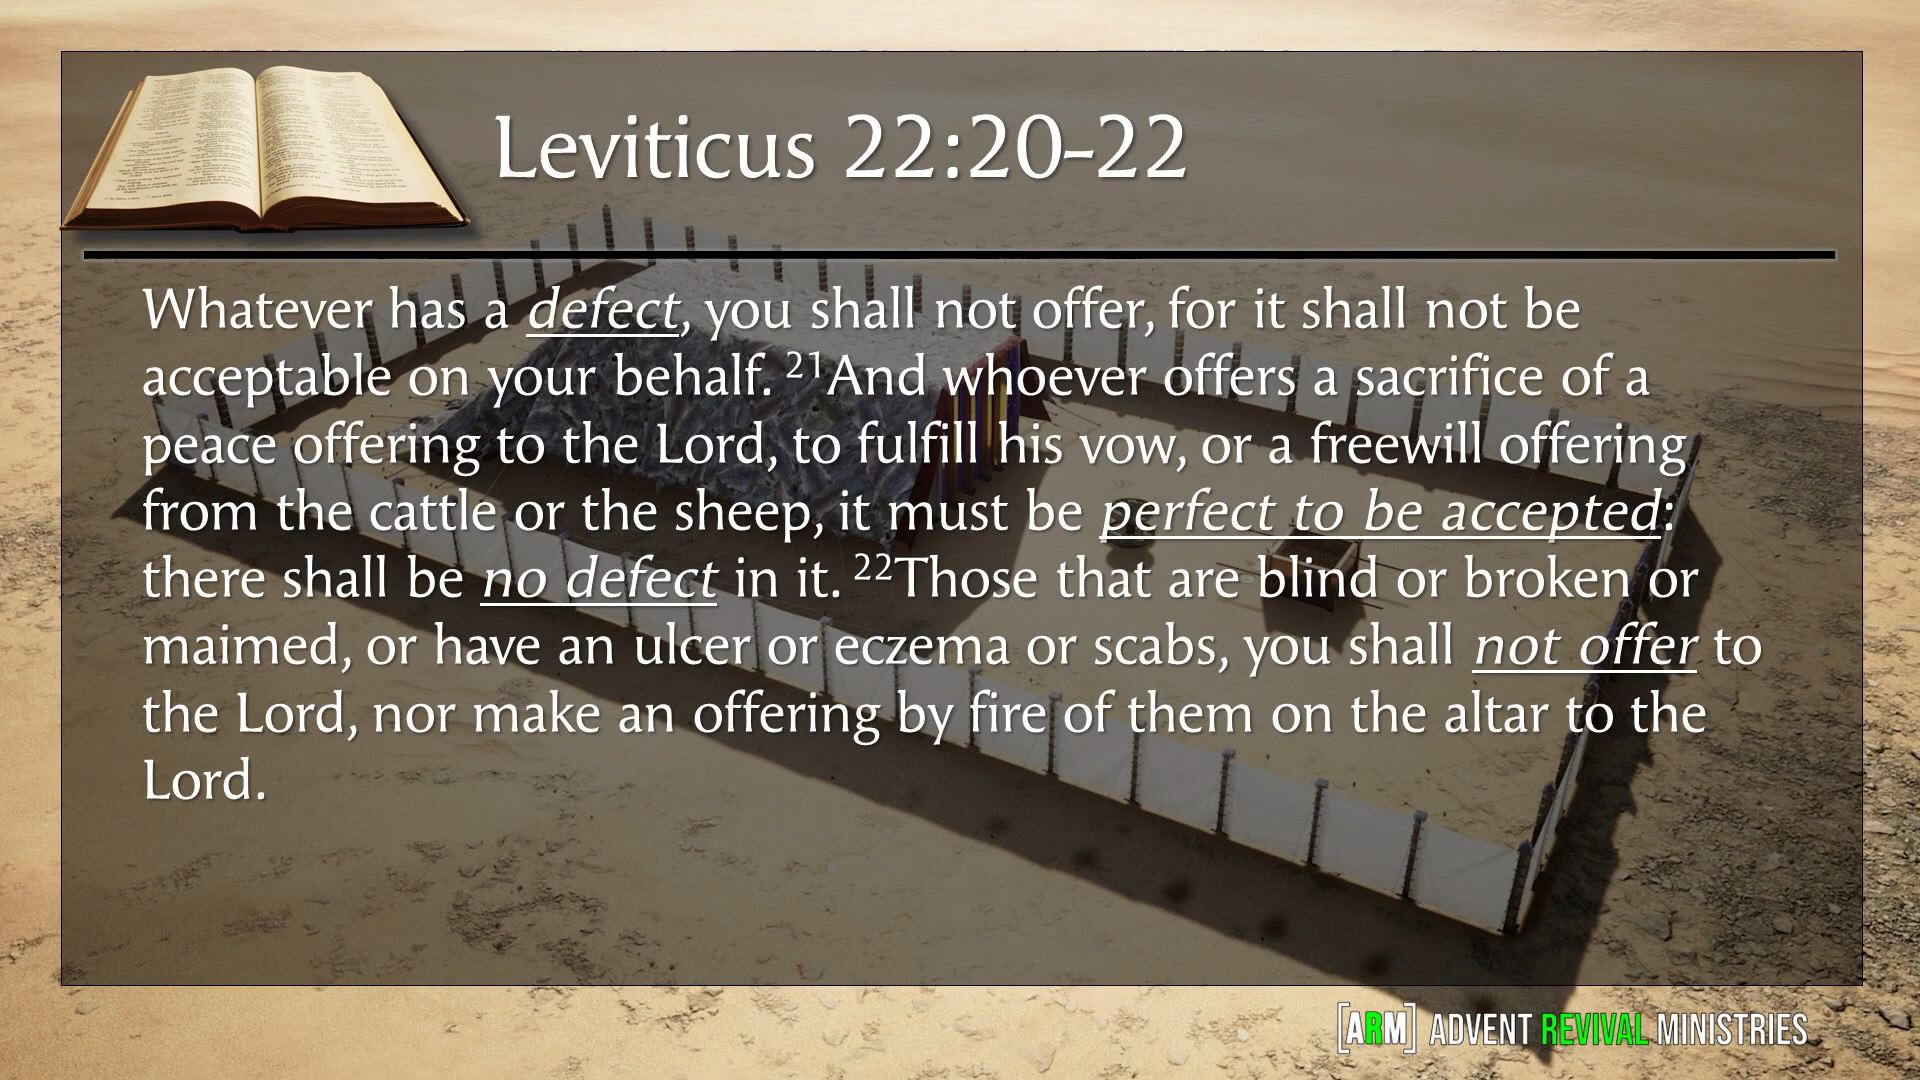 Leviticus 22:20-22
Whatever has a defect, you shall not offer, for it shall not be
acceptable on your behalf. ²¹And whoever offers a sacrifice of a
peace offering to the Lord, to fulfill his vow, or a freewill offering
from the cattle or the sheep, it must be perfect to be accepted:
there shall be no defect in it. ²²Those that are blind or broken or
maimed, or have an ulcer or eczema or scabs, you shall not offer to
the Lord, nor make an offering by fire of them on the altar to the
Lord.
[ARM] ADVENT REVIVAL MINISTRIES